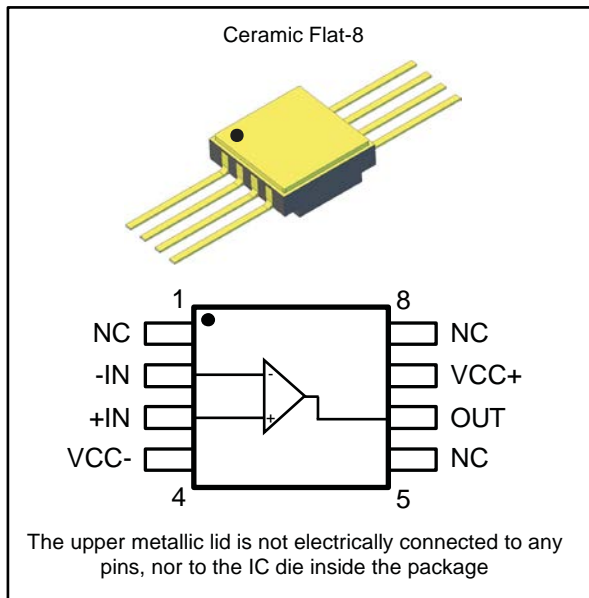 Ceramic Flat-8
1 8
NC NC
-IN - VCC+
+IN + OUT
VCC- NC
4 5
The upper metallic lid is not electrically connected to any
pins, nor to the IC die inside the package